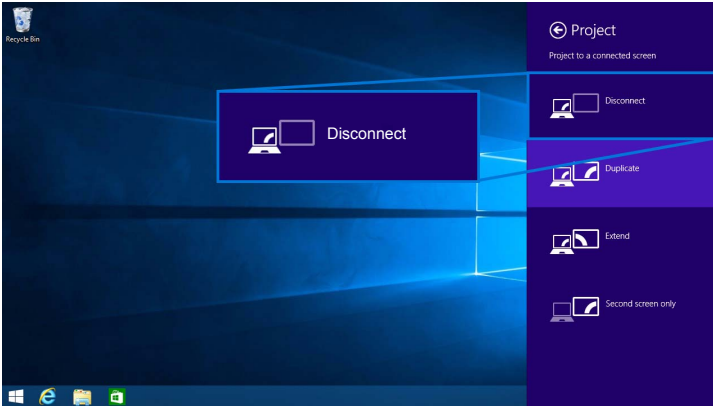 Recycle Bin
Project
Project to a connected screen
Disconnect
Disconnect
Duplicate
Extend
Second screen only